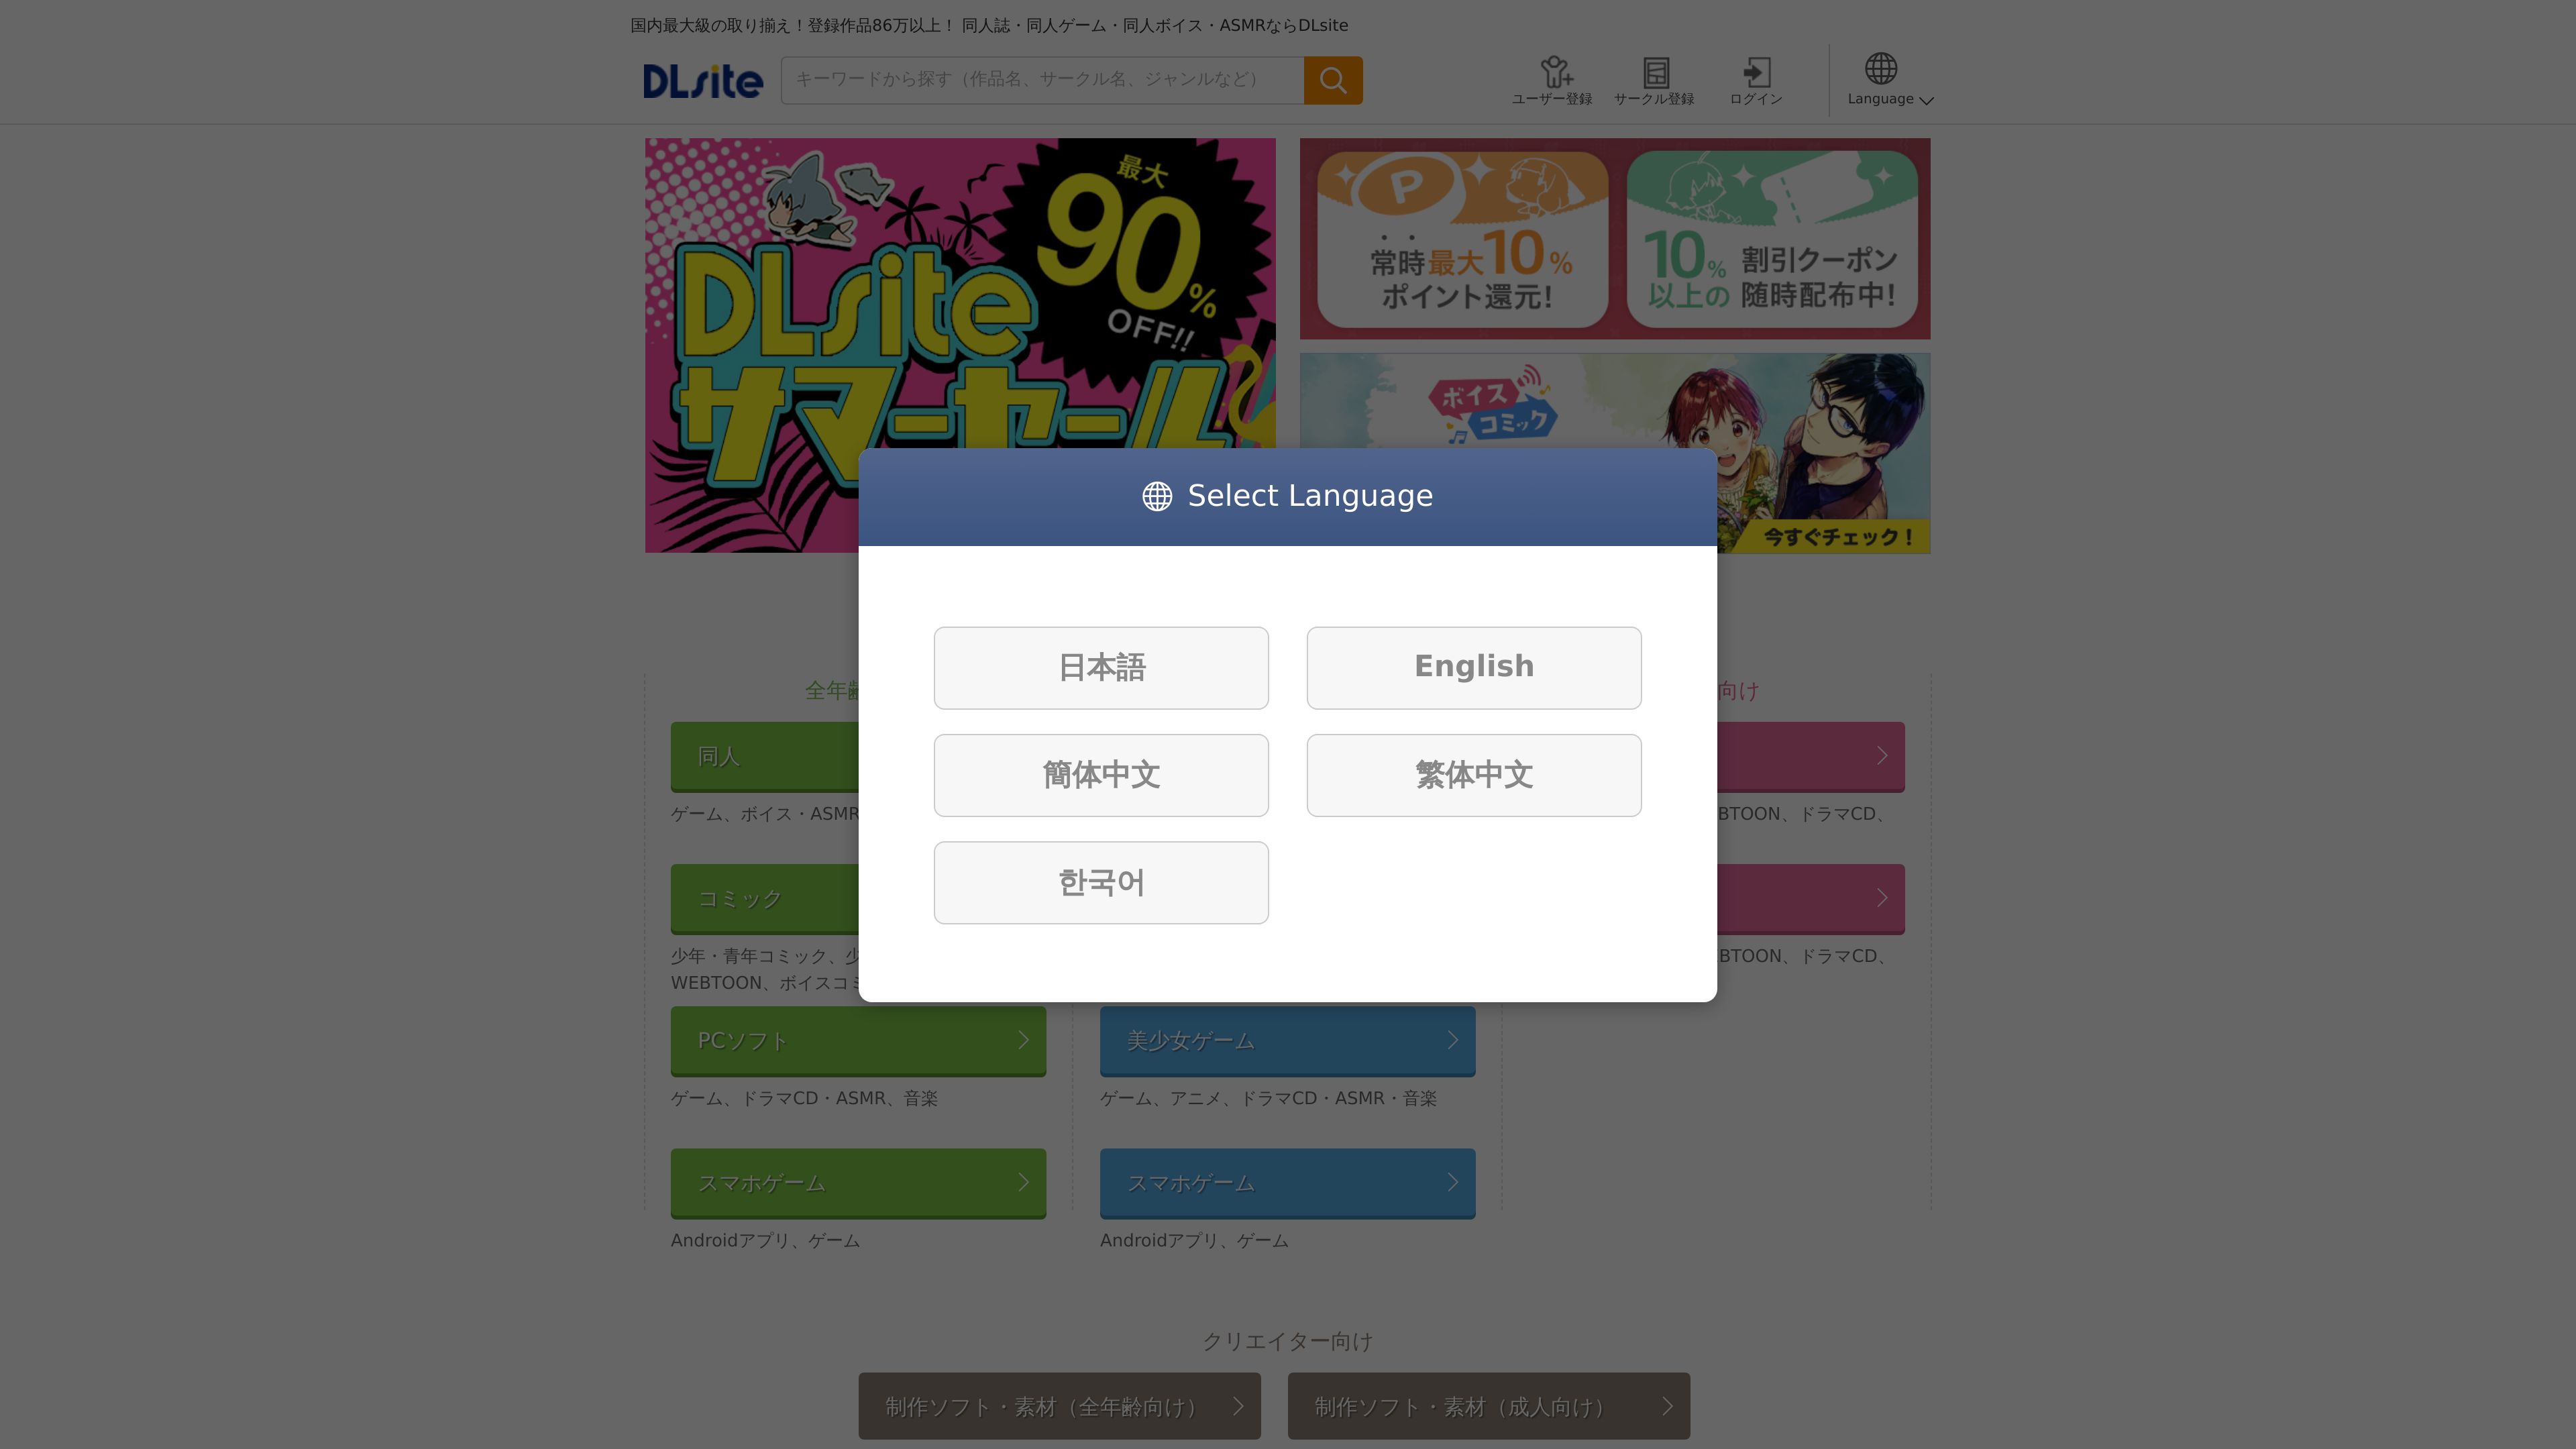 国内最大級の取り揃え！登録作品86万以上！ 同人誌・同人ゲーム・同人ボイス・ASMRならDLsite
DLsite
キーワードから探す（作品名、サークル名、ジャンルなど）
ユーザー登録
サークル登録
ログイン
Language
最大
90%
OFF!!
DLsite
サマーセール
P
常時最大10%
ポイント還元！
10% 割引クーポン
以上の 随時配布中！
ボイス
コミック
今すぐチェック！
Select Language
日本語
English
簡体中文
繁体中文
한국어
全年
向け
同人
ゲーム、ボイス・ASMR
BTOON、ドラマCD、
コミック
少年・青年コミック、少
WEBTOON、ボイスコミ
BTOON、ドラマCD、
PCソフト
美少女ゲーム
ゲーム、ドラマCD・ASMR、音楽
ゲーム、アニメ、ドラマCD・ASMR・音楽
スマホゲーム
スマホゲーム
Androidアプリ、ゲーム
Androidアプリ、ゲーム
クリエイター向け
制作ソフト・素材（全年齢向け）
制作ソフト・素材（成人向け）